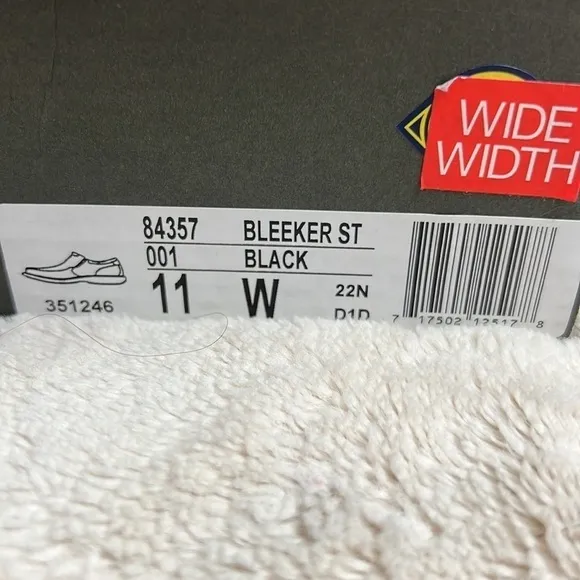 WIDE
WIDTH
84357 BLEEKER ST
001 BLACK
11 W 22N
351246 D1D
7 17502 12517 8